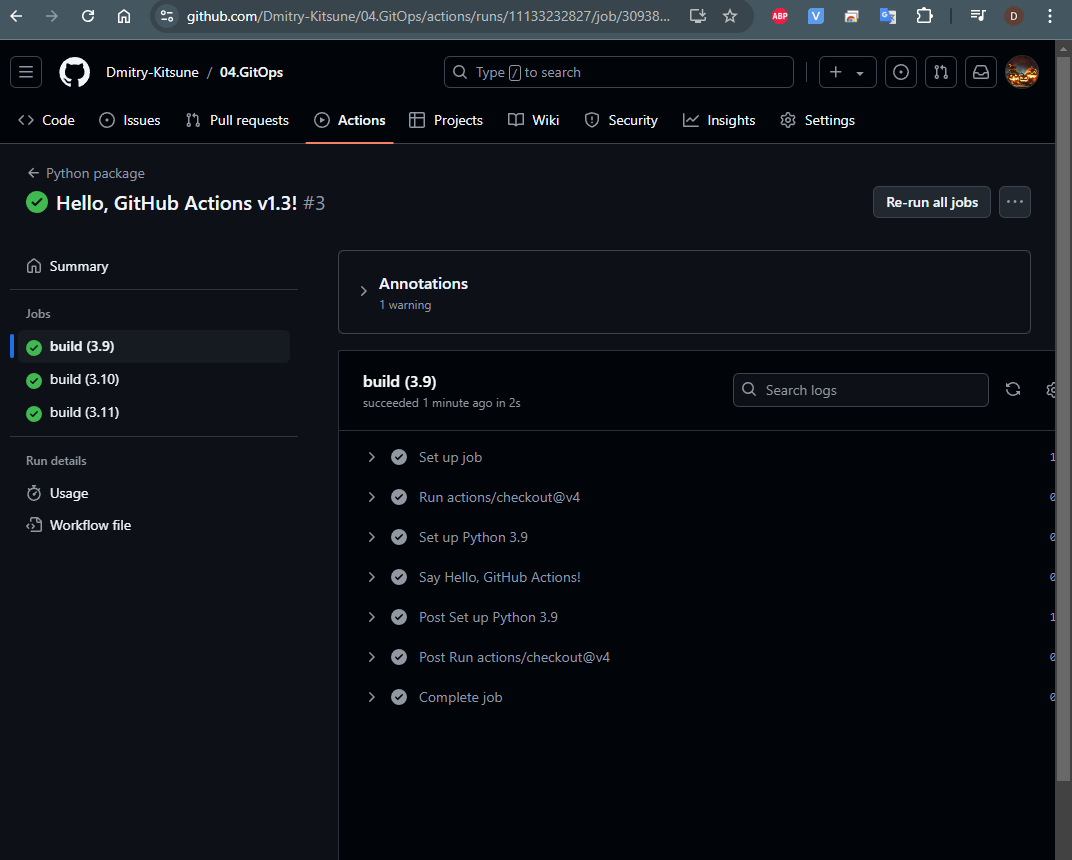 github.com/Dmitry-Kitsune/04.GitOps/actions/runs/11133232827/job/30938...
ABP
V
G
D
Dmitry-Kitsune / 04.GitOps
Type / to search
Code Issues Pull requests Actions Projects Wiki Security Insights Settings
Python package
Hello, GitHub Actions v1.3! #3
Re-run all jobs
Summary
Annotations
1 warning
Jobs
build (3.9)
build (3.10)
build (3.11)
Run details
Usage
Workflow file
build (3.9)
succeeded 1 minute ago in 2s
Search logs
Set up job 1
Run actions/checkout@v4 0
Set up Python 3.9 0
Say Hello, GitHub Actions! 0
Post Set up Python 3.9 1
Post Run actions/checkout@v4 0
Complete job 0